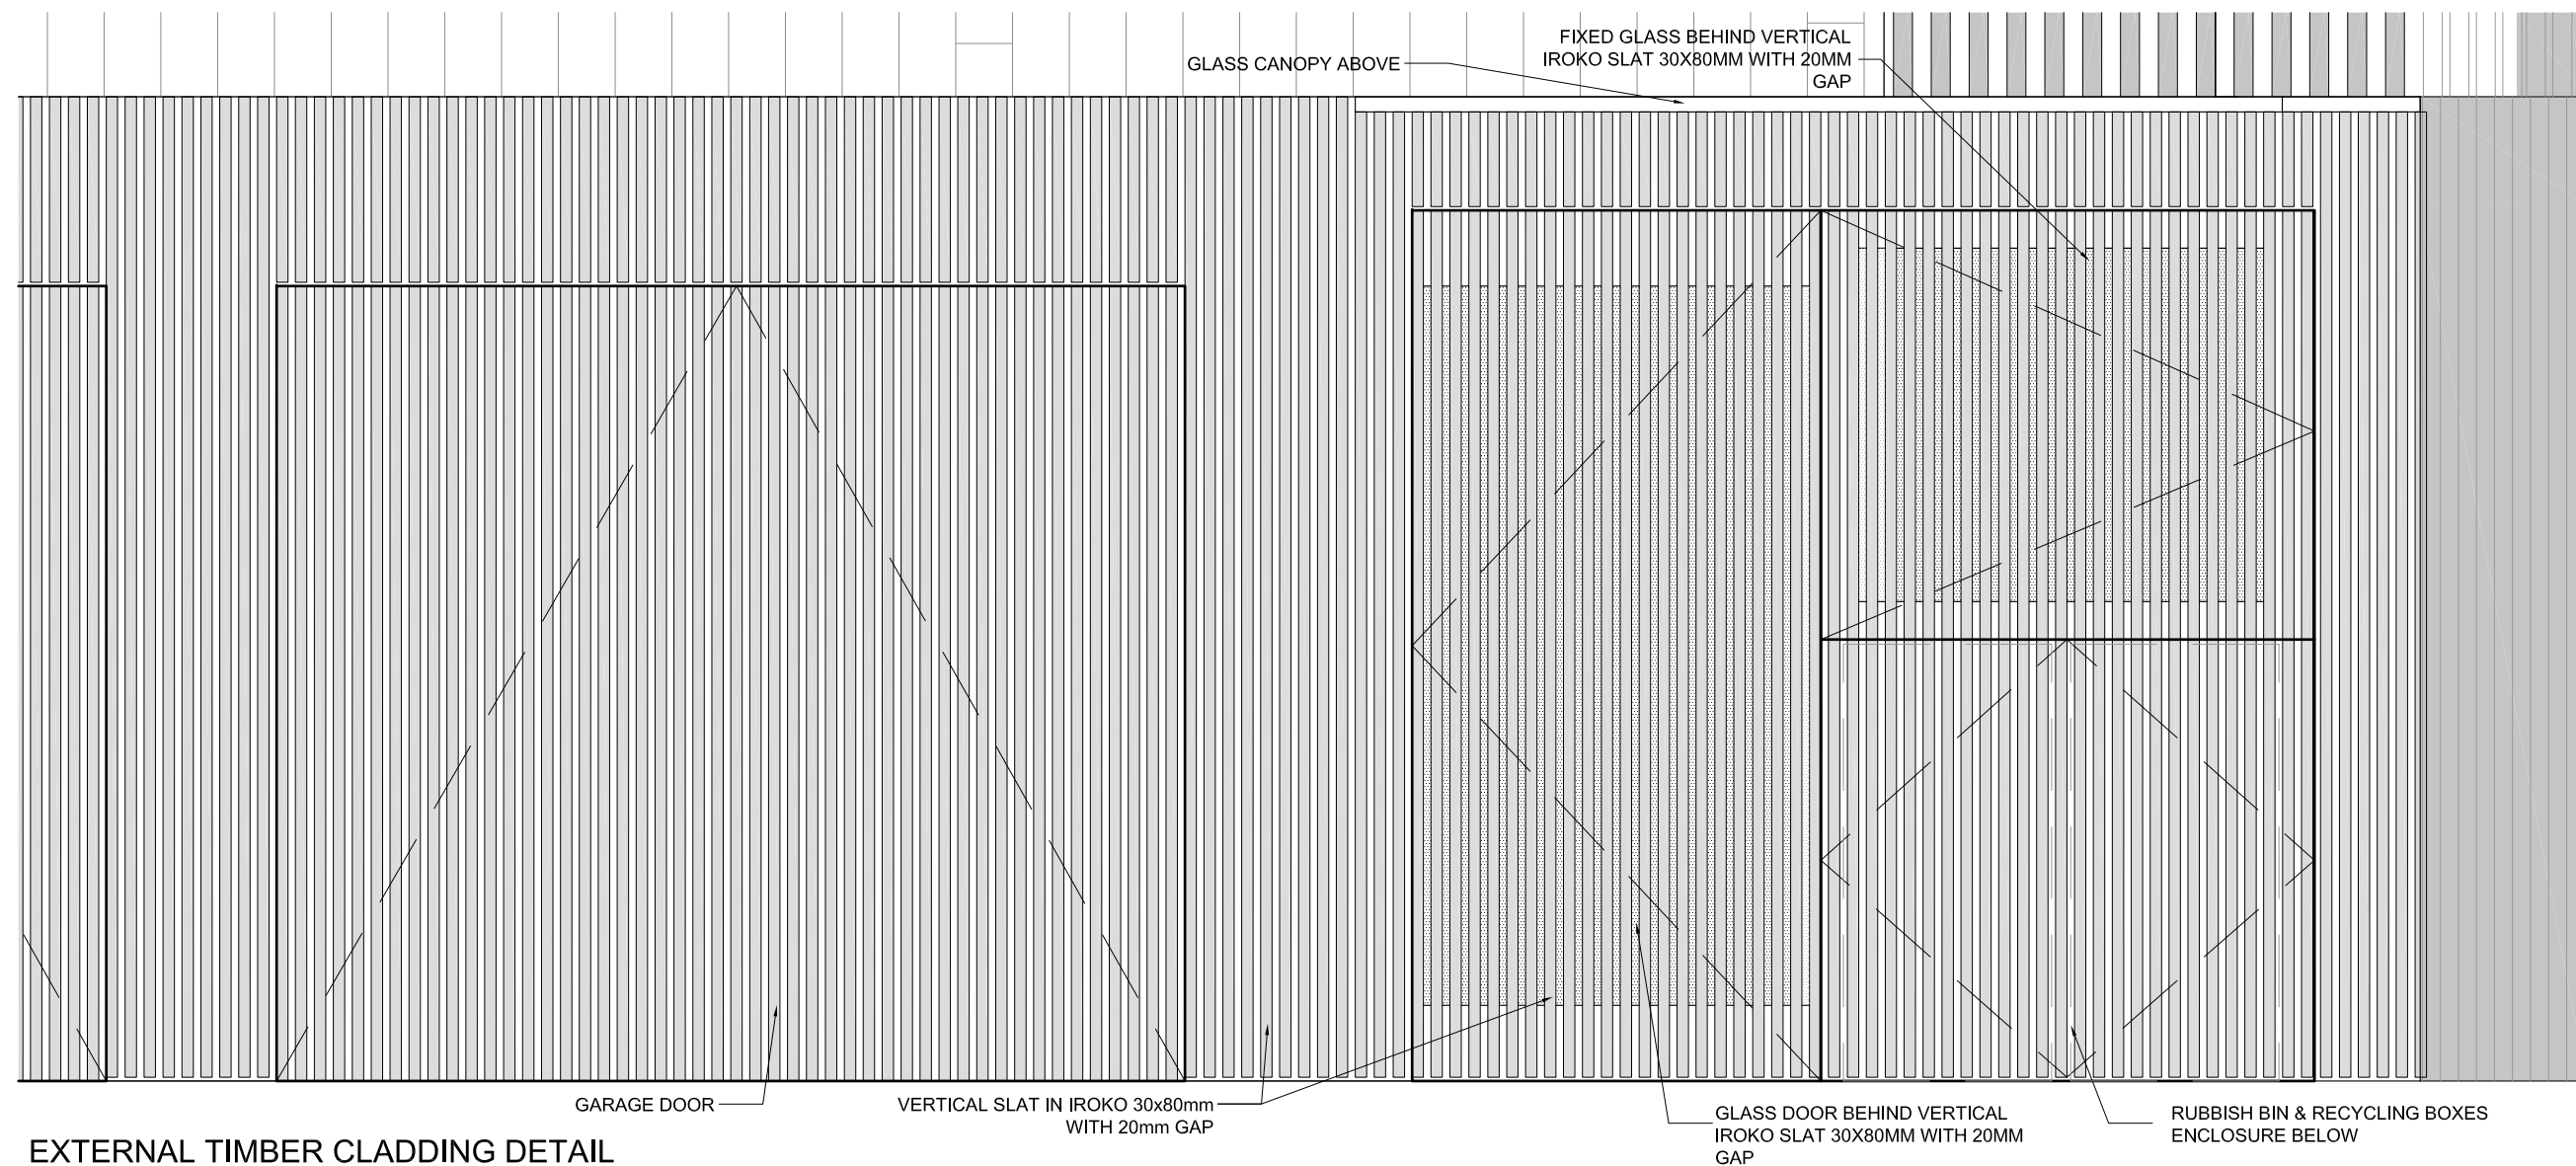 FIXED GLASS BEHIND VERTICAL
IROKO SLAT 30X80MM WITH 20MM
GAP
GLASS CANOPY ABOVE
GARAGE DOOR
VERTICAL SLAT IN IROKO 30x80mm
WITH 20mm GAP
GLASS DOOR BEHIND VERTICAL
IROKO SLAT 30X80MM WITH 20MM
GAP
RUBBISH BIN & RECYCLING BOXES
ENCLOSURE BELOW
EXTERNAL TIMBER CLADDING DETAIL